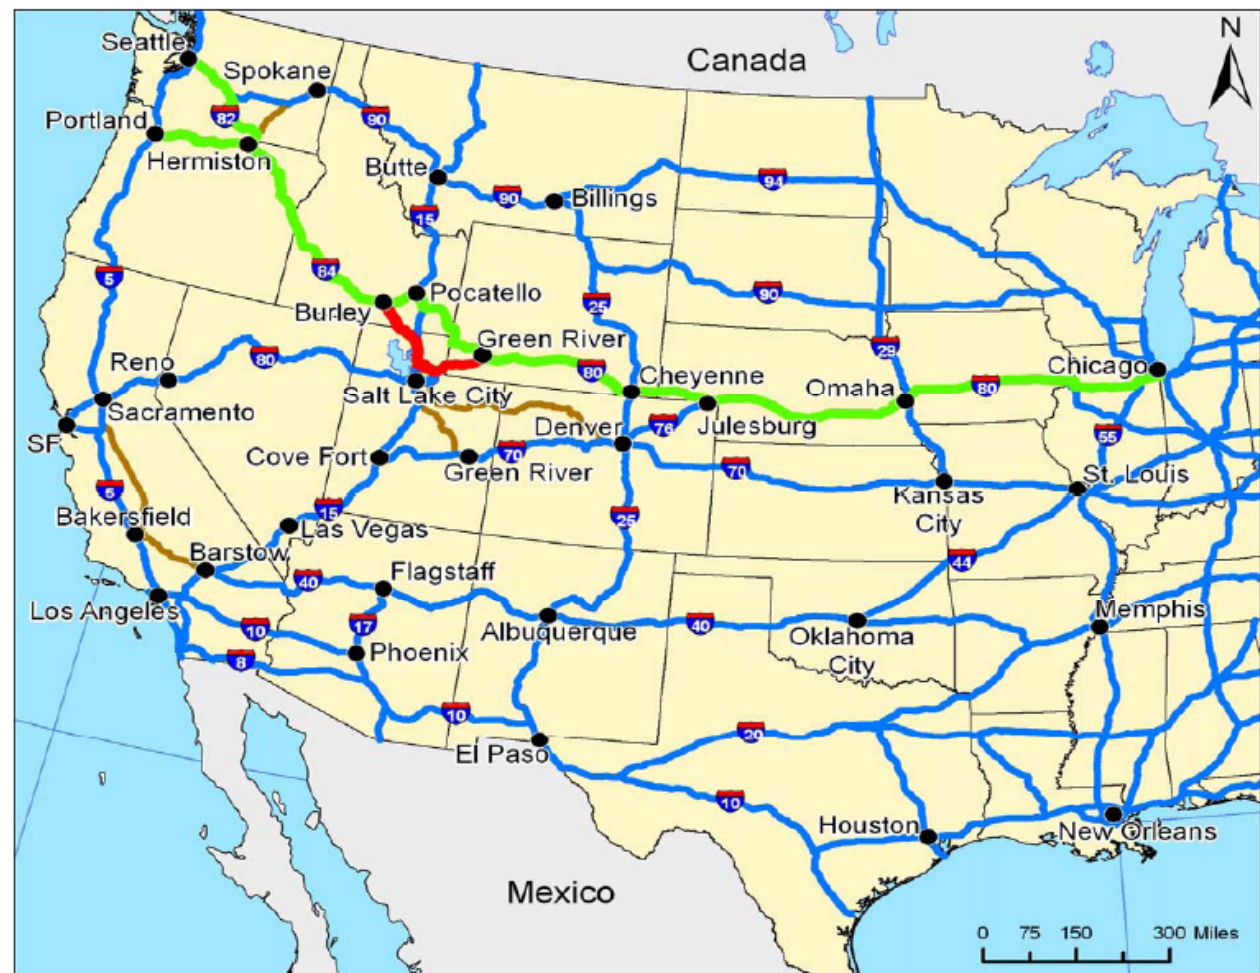 N
Canada
Seattle
Spokane
82
90
Portland
Hermiston
Butte
90
Billings
94
15
5
84
Burley
Pocatello
25
90
Green River
29
Reno
80
80
Cheyenne
Chicago
Salt Lake City
Omaha
80
Sacramento
SF
Denver
76
Julesburg
55
Cove Fort
Green River
70
70
St. Louis
5
Kansas
City
Bakersfield
15
Las Vegas
25
Barstow
40
Flagstaff
44
Los Angeles
10
17
Albuquerque
40
Oklahoma
City
Memphis
8
Phoenix
10
El Paso
20
10
Houston
New Orleans
Mexico
0 75 150 300 Miles